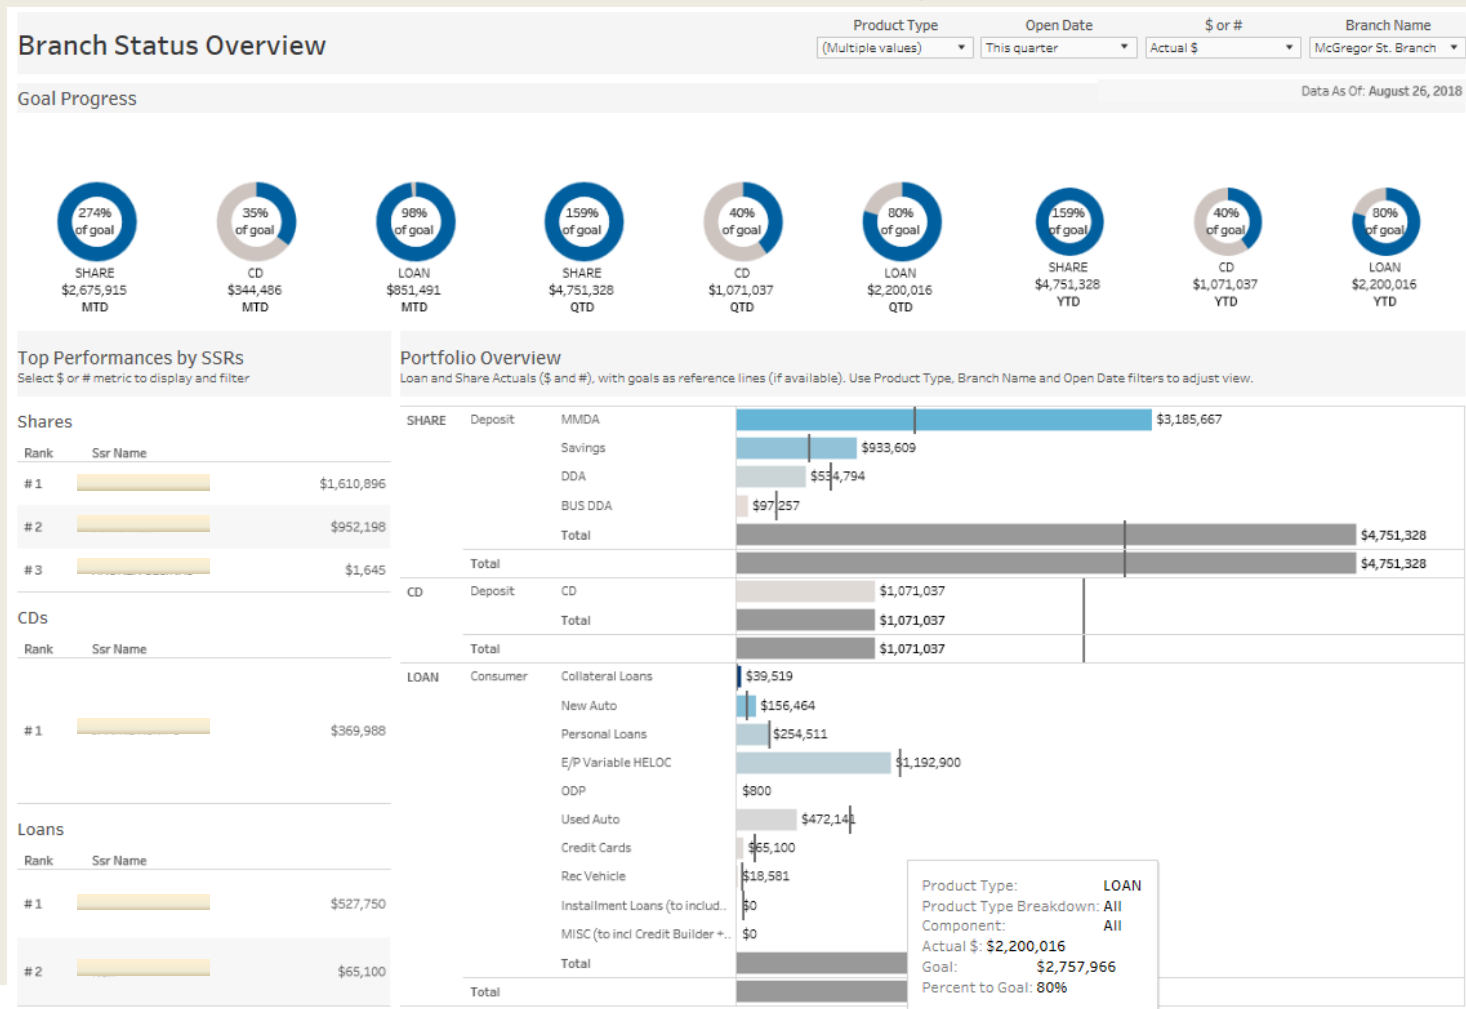 Product Type Open Date $ or # Branch Name
Branch Status Overview
(Multiple values) This quarter Actual $ McGregor St. Branch
Goal Progress
Data As Of: August 26, 2018
274% 35% 98% 159% 40% 80% 159% 40% 80%
of goal of goal of goal of goal of goal of goal of goal of goal of goal
SHARE CD LOAN SHARE CD LOAN SHARE CD LOAN
$2,675,915 $344,486 $851,491 $4,751,328 $1,071,037 $2,200,016 $4,751,328 $1,071,037 $2,200,016
MTD MTD MTD QTD QTD QTD YTD YTD YTD
Top Performances by SSRs
Select $ or # metric to display and filter
Shares
Rank Ssr Name
#1 $1,610,896
#2 $952,198
#3 $1,645
CDs
Rank Ssr Name
#1 $369,988
Loans
Rank Ssr Name
#1 $527,750
#2 $65,100
Portfolio Overview
Loan and Share Actuals ($ and #), with goals as reference lines (if available). Use Product Type, Branch Name and Open Date filters to adjust view.
SHARE Deposit MMDA $3,185,667
Savings $933,609
DDA $534,794
BUS DDA $97,257
Total $4,751,328
Total $4,751,328
CD Deposit CD $1,071,037
Total $1,071,037
Total $1,071,037
LOAN Consumer Collateral Loans $39,519
New Auto $156,464
Personal Loans $254,511
E/P Variable HELOC $1,192,900
ODP $800
Used Auto $472,141
Credit Cards $65,100
Rec Vehicle $18,581
Installment Loans (to includ.. $0
MISC (to incl Credit Builder +.. $0
Total
Total
Product Type: LOAN
Product Type Breakdown: All
Component: All
Actual $: $2,200,016
Goal: $2,757,966
Percent to Goal: 80%